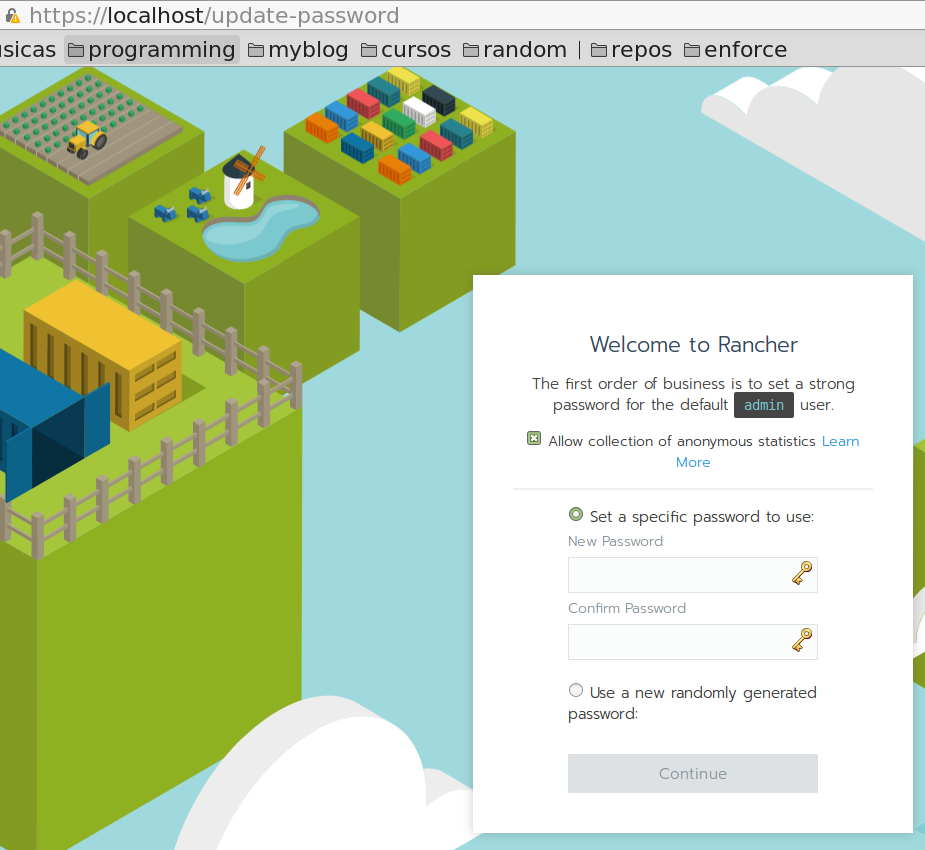 https://localhost/update-password
sicas programming myblog cursos random | repos enforce
Welcome to Rancher
The first order of business is to set a strong
password for the default admin user.
Allow collection of anonymous statistics Learn
More
Set a specific password to use:
New Password
Confirm Password
Use a new randomly generated
password:
Continue